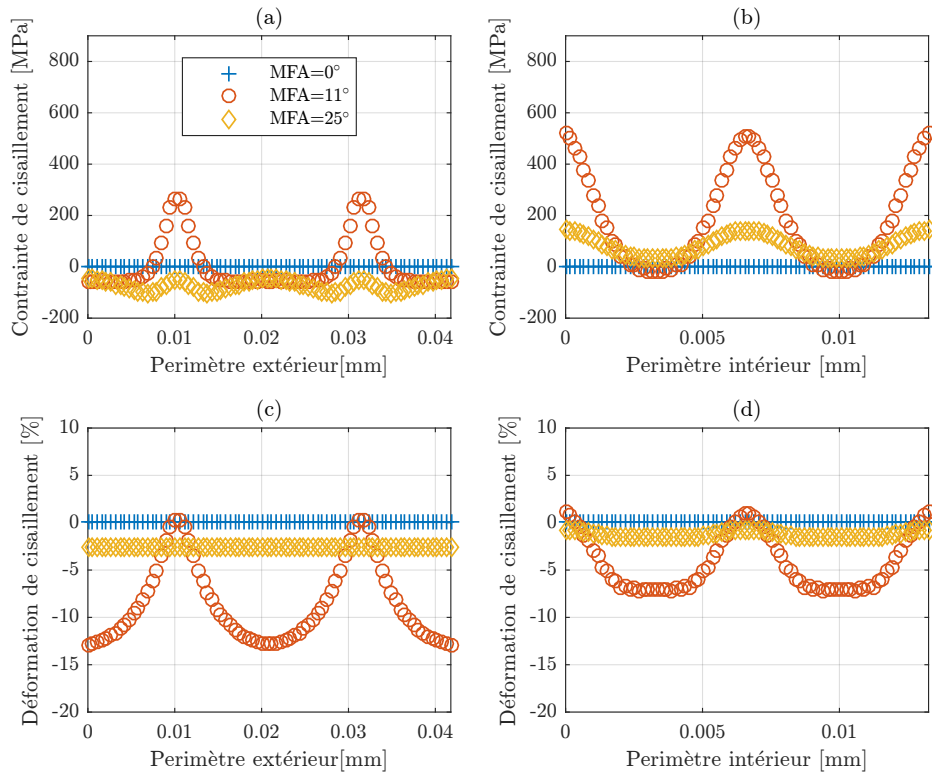 (a)
Contrainte de cisaillement [MPa]
800
600
400
200
0
-200
MFA=0°
MFA=11°
MFA=25°
0
0.01
0.02
0.03
0.04
Perimètre extérieur[mm]
(b)
Contrainte de cisaillement [MPa]
800
600
400
200
0
-200
0
0.005
0.01
Perimètre intérieur [mm]
(c)
Déformation de cisaillement [%]
10
5
0
-5
-10
-15
-20
0
0.01
0.02
0.03
0.04
Perimètre extérieur[mm]
(d)
Déformation de cisaillement [%]
10
5
0
-5
-10
-15
-20
0
0.005
0.01
Perimètre intérieur [mm]